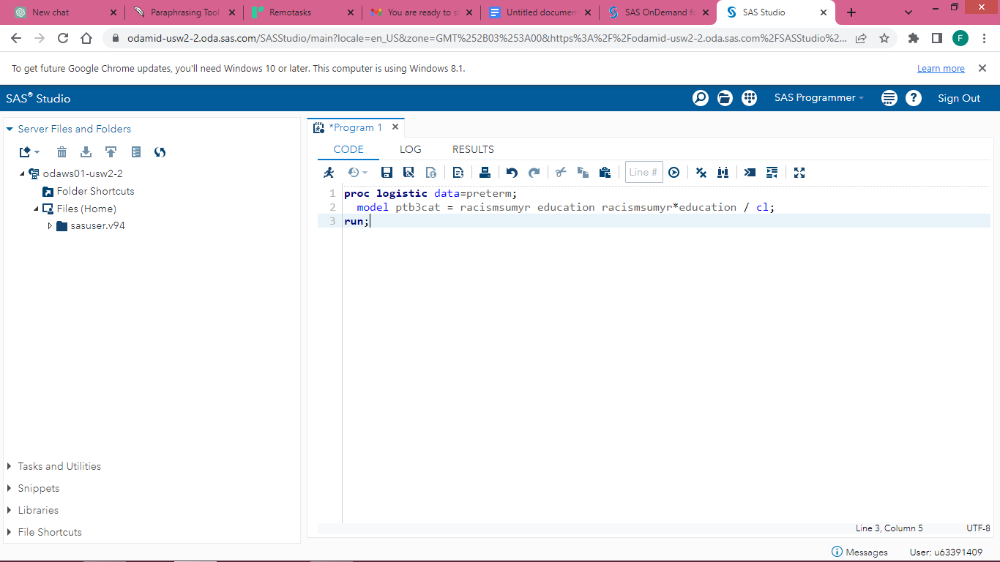 New chat
Paraphrasing Tool
Remotasks
You are ready to st
Untitled document
SAS OnDemand fo
SAS Studio
odamid-usw2-2.oda.sas.com/SASStudio/main?locale=en_US&zone=GMT%252B03%253A00&https%3A%2F%2Fodamid-usw2-2.oda.sas.com%2FSASStudio%2...
F
To get future Google Chrome updates, you'll need Windows 10 or later. This computer is using Windows 8.1.
Learn more
SAS® Studio
SAS Programmer
?
Sign Out
Server Files and Folders
odaws01-usw2-2
Folder Shortcuts
Files (Home)
sasuser.v94
Tasks and Utilities
Snippets
Libraries
File Shortcuts
*Program 1
CODE LOG RESULTS
Line #
1 proc logistic data=preterm;
2 model ptb3cat = racismsumyr education racismsumyr*education / cl;
3 run;
Line 3, Column 5
UTF-8
Messages
User: u63391409